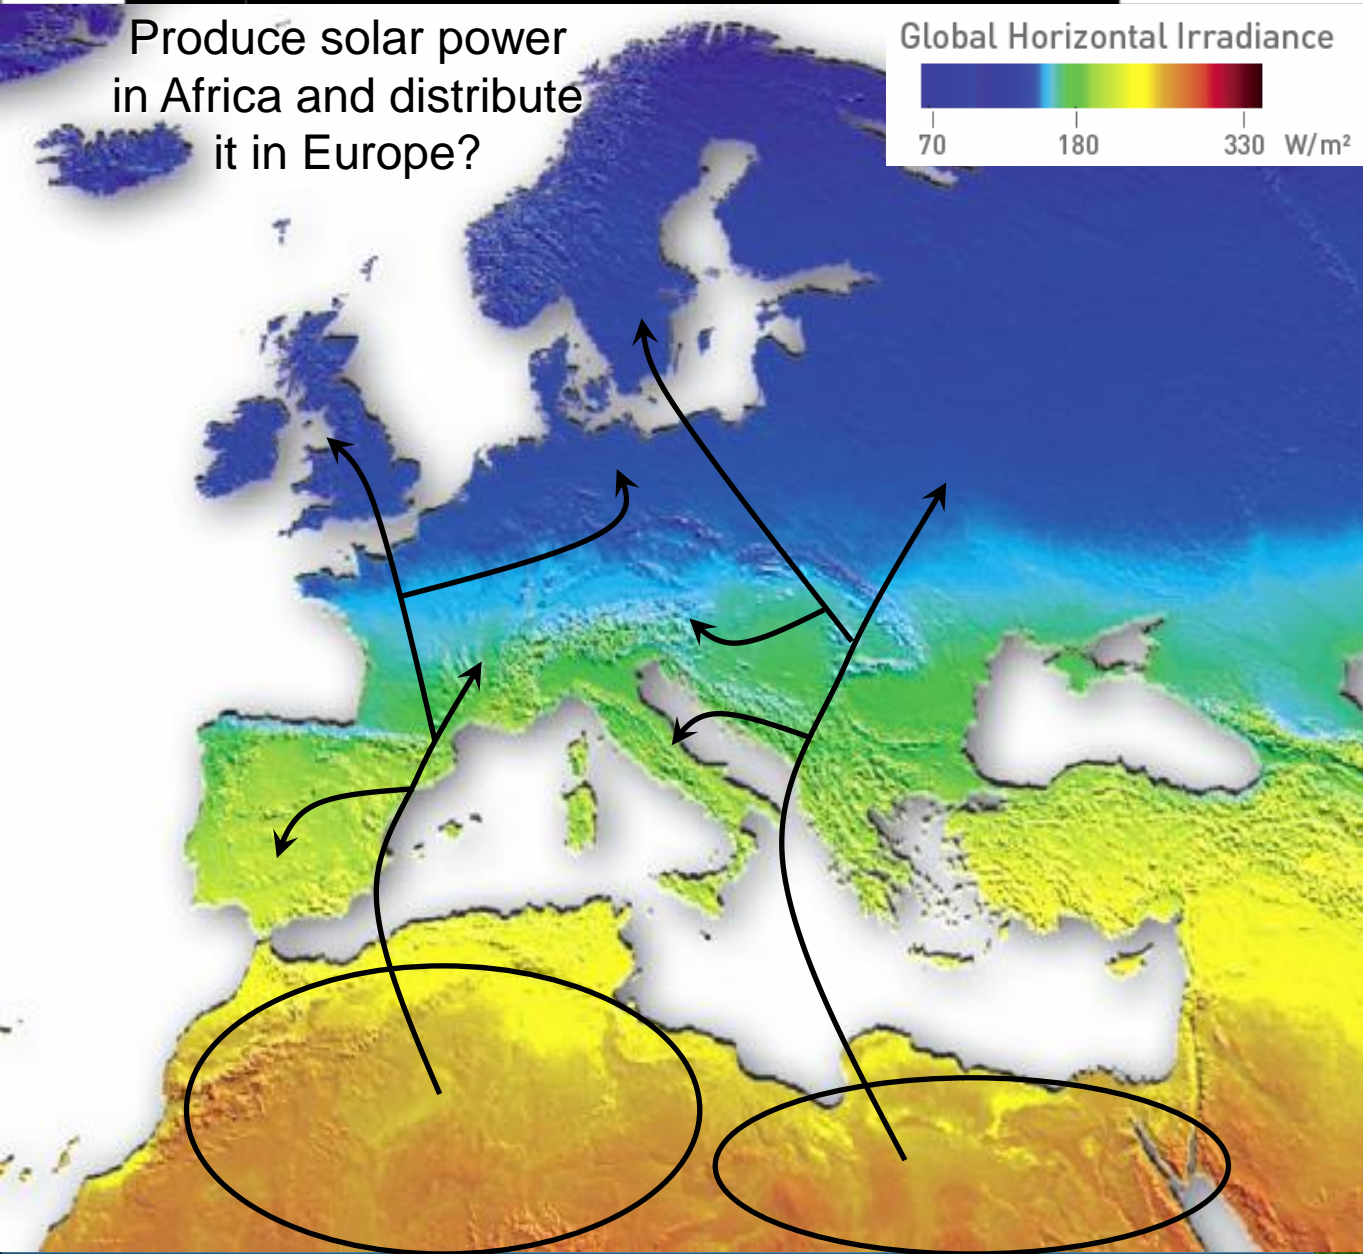 Produce solar power
in Africa and distribute
it in Europe?
Global Horizontal Irradiance
70 180 330 W/m²